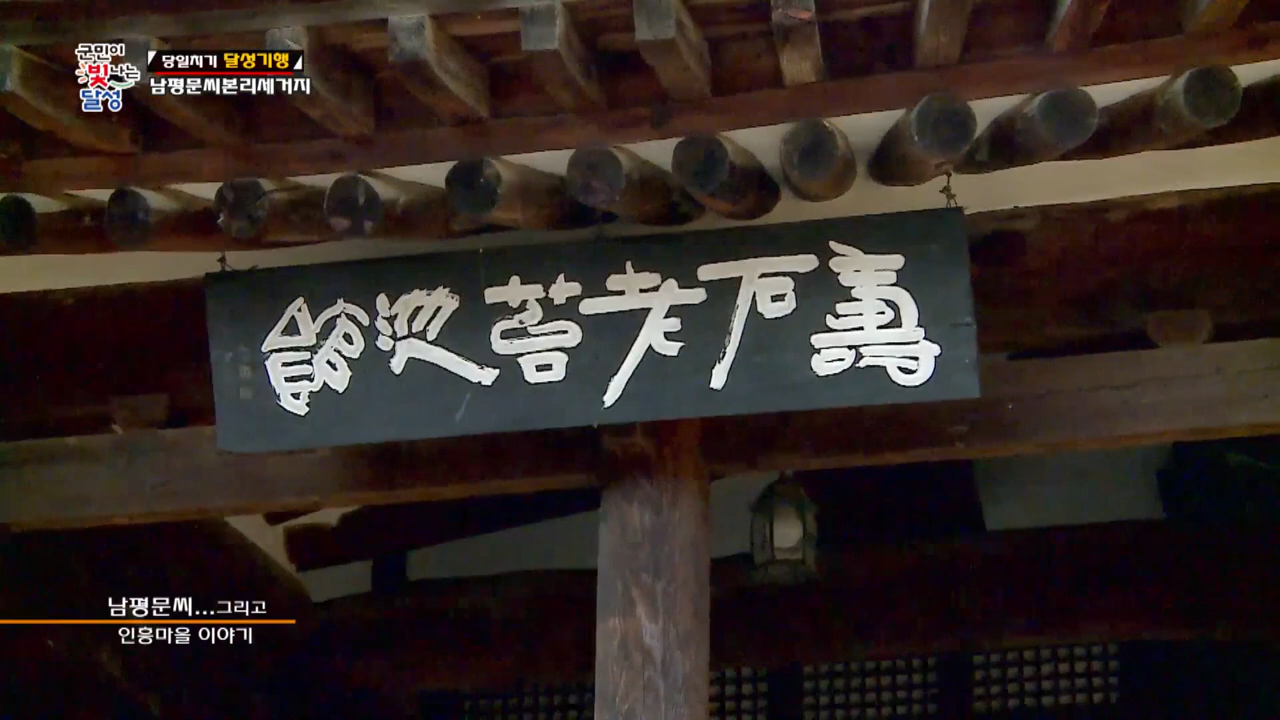 군민이
빛나는
달성
당일치기 달성기행
남평문씨본리세거지
壽石老苔池館
남평문씨...그리고
인흥마을 이야기